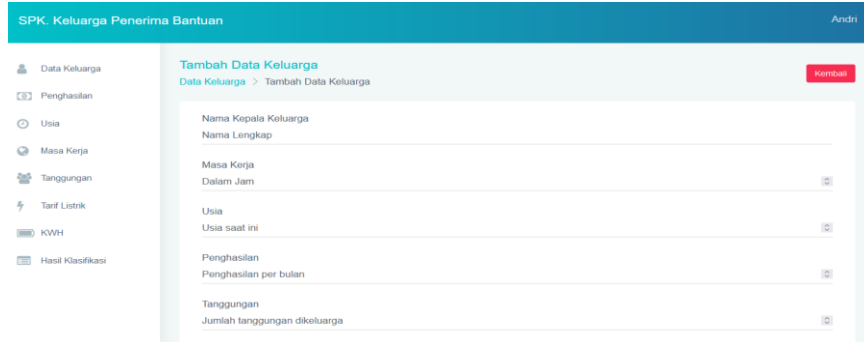 SPK. Keluarga Penerima Bantuan
Andri
Data Keluarga
Penghasilan
Usia
Masa Kerja
Tanggungan
Tarif Listrik
KWH
Hasil Klasifikasi
Tambah Data Keluarga
Data Keluarga > Tambah Data Keluarga
Kembali
Nama Kepala Keluarga
Nama Lengkap
Masa Kerja
Dalam Jam
Usia
Usia saat ini
Penghasilan
Penghasilan per bulan
Tanggungan
Jumlah tanggungan dikeluarga